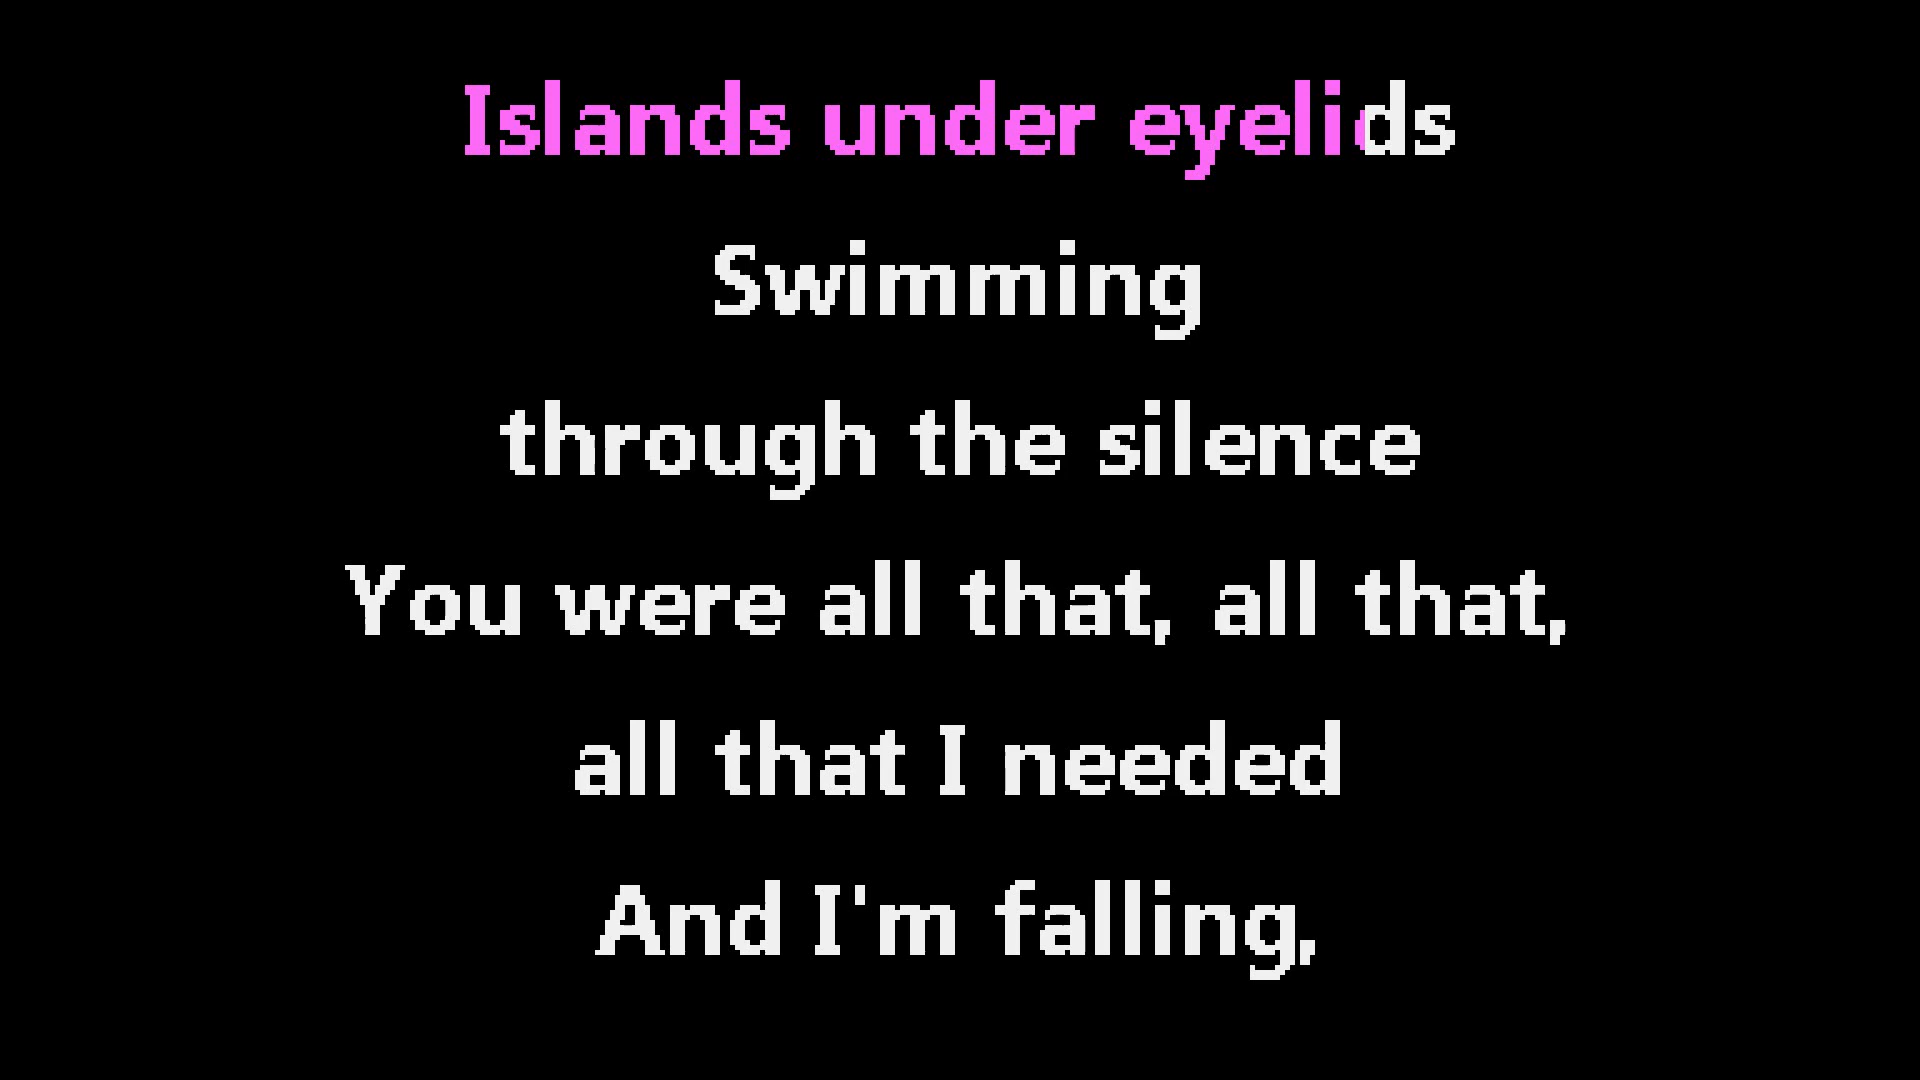 Islands under eyelids
Swimming
through the silence
You were all that, all that,
all that I needed
And I'm falling,